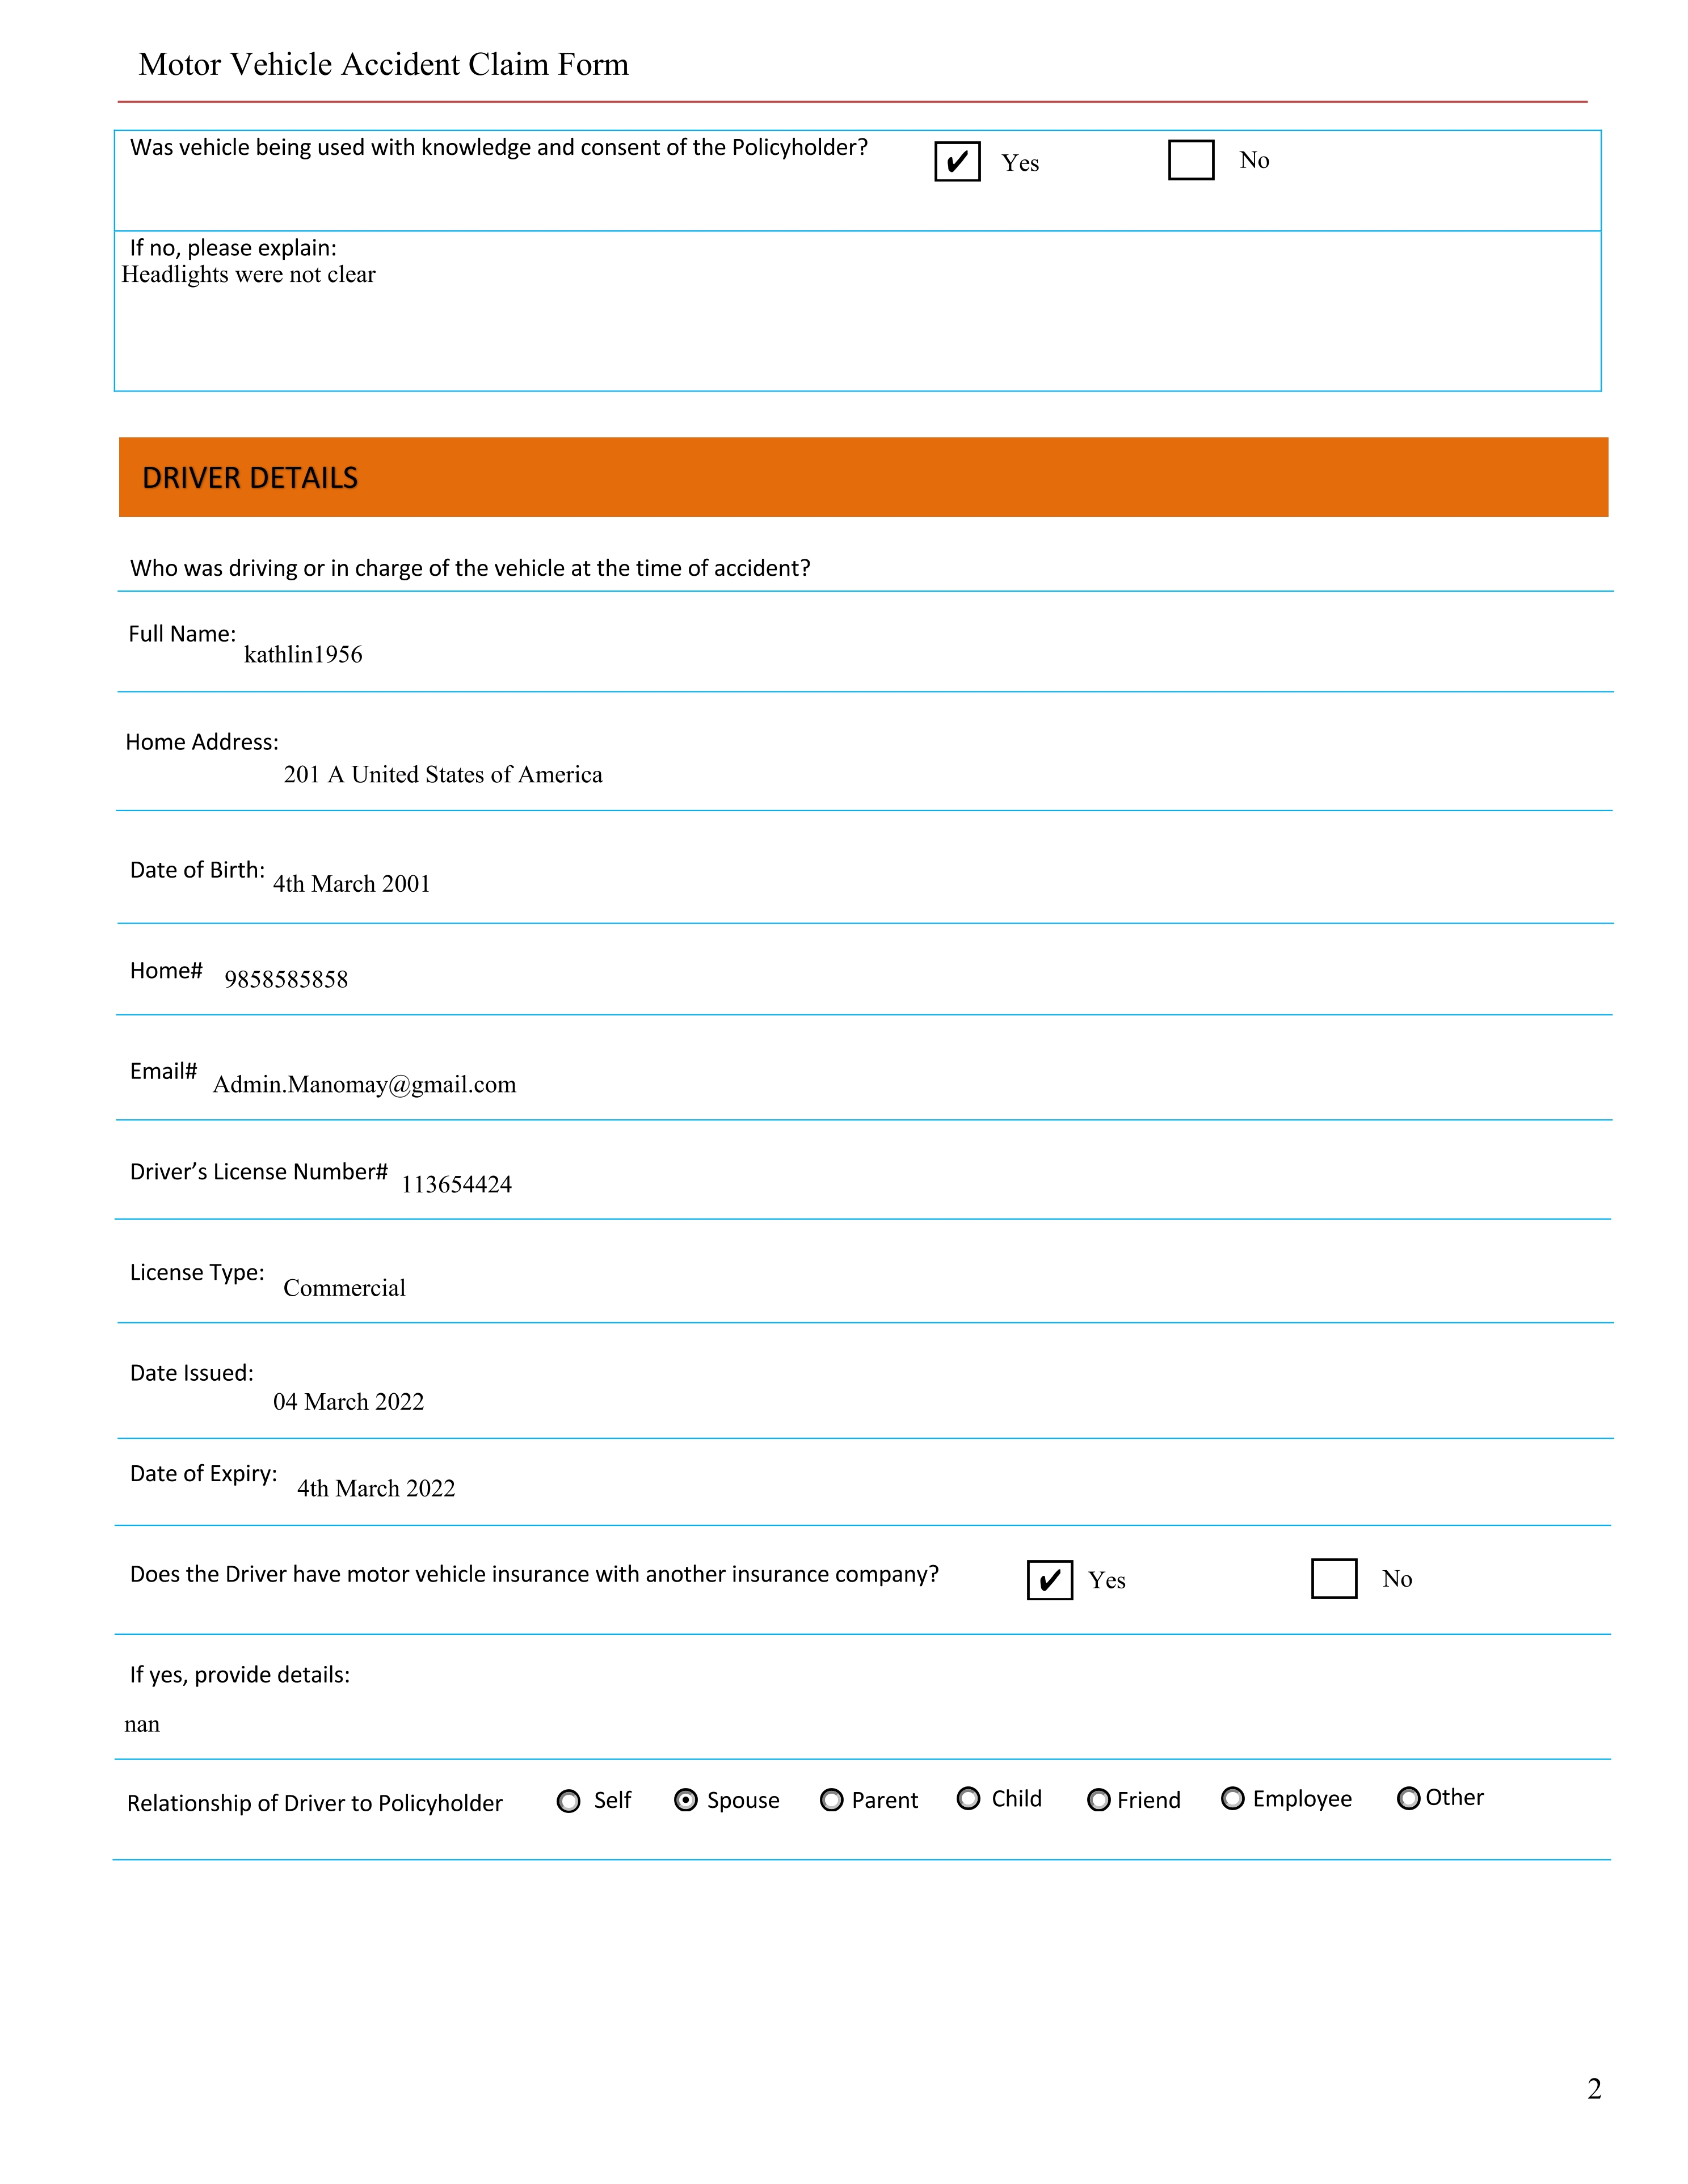 Motor Vehicle Accident Claim Form
Was vehicle being used with knowledge and consent of the Policyholder? ✔ Yes No
If no, please explain:
Headlights were not clear
DRIVER DETAILS
Who was driving or in charge of the vehicle at the time of accident?
Full Name: kathlin1956
Home Address: 201 A United States of America
Date of Birth: 4th March 2001
Home# 9858585858
Email# Admin.Manomay@gmail.com
Driver’s License Number# 113654424
License Type: Commercial
Date Issued: 04 March 2022
Date of Expiry: 4th March 2022
Does the Driver have motor vehicle insurance with another insurance company? ✔ Yes No
If yes, provide details:
nan
Relationship of Driver to Policyholder Self Spouse Parent Child Friend Employee Other
2